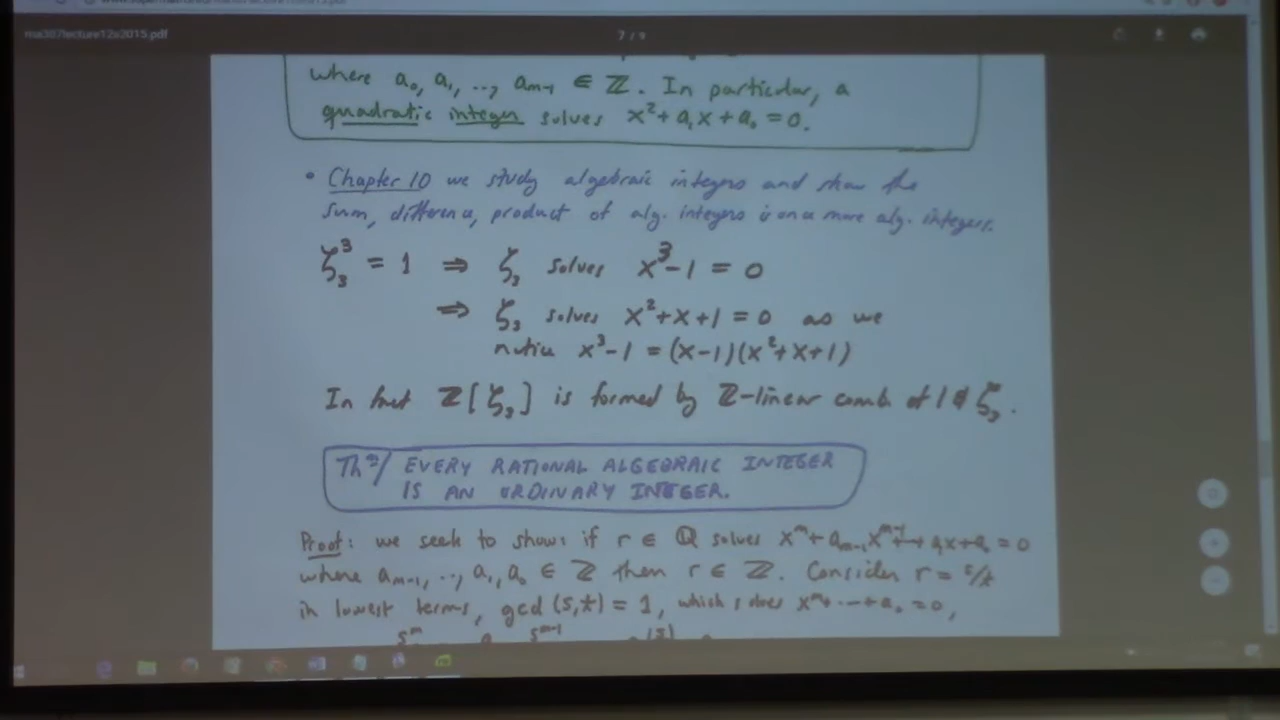 ma307lecture12s2015.pdf
7 / 9
where a₀, a₁, ..., aₘ₋₁ ∈ ℤ. In particular, a
quadratic integer solves x² + a₁x + a₀ = 0.
• Chapter 10 we study algebraic integers and show the
sum, difference, product of alg. integers is once more alg. integers.
ζ₃³ = 1 ⇒ ζ₃ solves x³ - 1 = 0
⇒ ζ₃ solves x² + x + 1 = 0 as we
notice x³ - 1 = (x - 1)(x² + x + 1)
In fact ℤ[ζ₃] is formed by ℤ-linear comb. of 1 & ζ₃.
Thᵐ/ EVERY RATIONAL ALGEBRAIC INTEGER
IS AN ORDINARY INTEGER.
Proof: we seek to show: if r ∈ ℚ solves xᵐ + aₘ₋₁xᵐ⁻¹ + ... + a₁x + a₀ = 0
where aₘ₋₁, ..., a₁, a₀ ∈ ℤ then r ∈ ℤ. Consider r = s/t
in lowest terms, gcd(s,t) = 1, which solves xᵐ + ... + a₀ = 0,